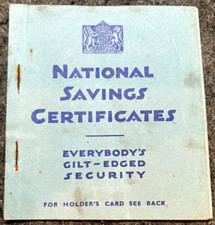 NATIONAL
SAVINGS
CERTIFICATES
EVERYBODY'S
GILT-EDGED
SECURITY
FOR HOLDER'S CARD SEE BACK